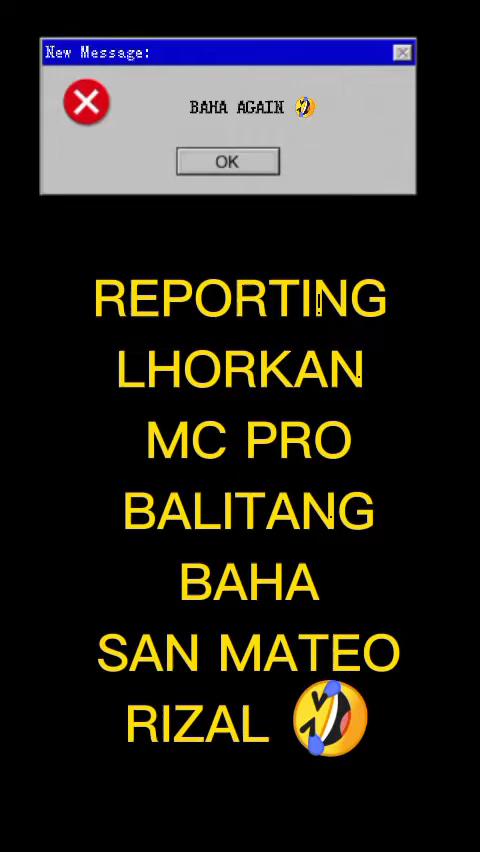 New Message:
BAHA AGAIN 🤣
OK
REPORTING
LHORKAN
MC PRO
BALITANG
BAHA
SAN MATEO
RIZAL 🤣